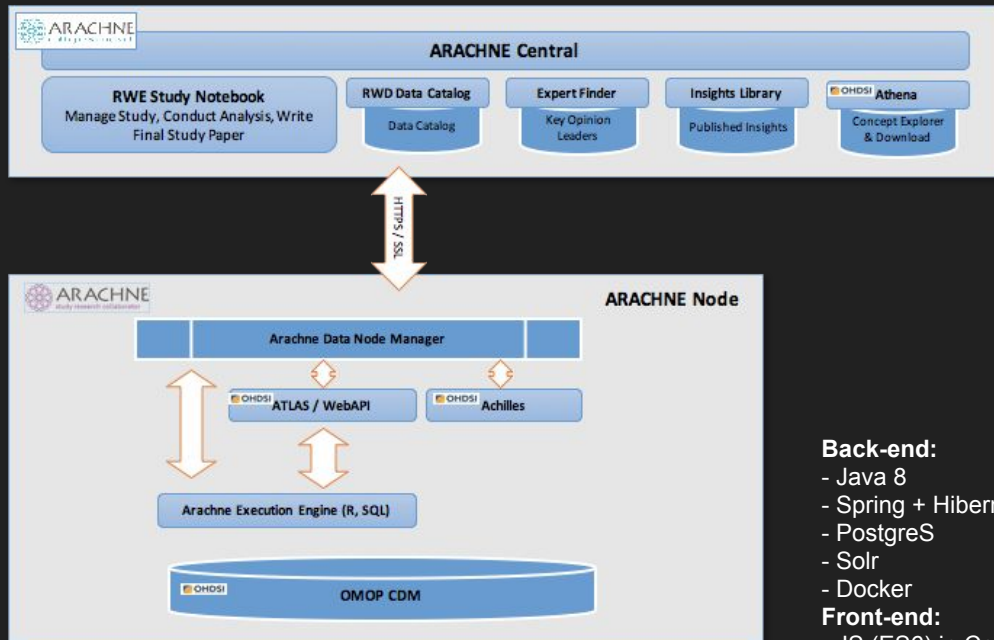 ARACHNE
ARACHNE Central
RWE Study Notebook
Manage Study, Conduct Analysis, Write
Final Study Paper
RWD Data Catalog
Data Catalog
Expert Finder
Key Opinion
Leaders
Insights Library
Published Insights
OHDSI Athena
Concept Explorer
& Download
HTTPS / SSL
ARACHNE
study research collaborator
ARACHNE Node
Arachne Data Node Manager
OHDSI
ATLAS / WebAPI
OHDSI
Achilles
Arachne Execution Engine (R, SQL)
OHDSI
OMOP CDM
Back-end:
- Java 8
- Spring + Hibern
- PostgreS
- Solr
- Docker
Front-end: